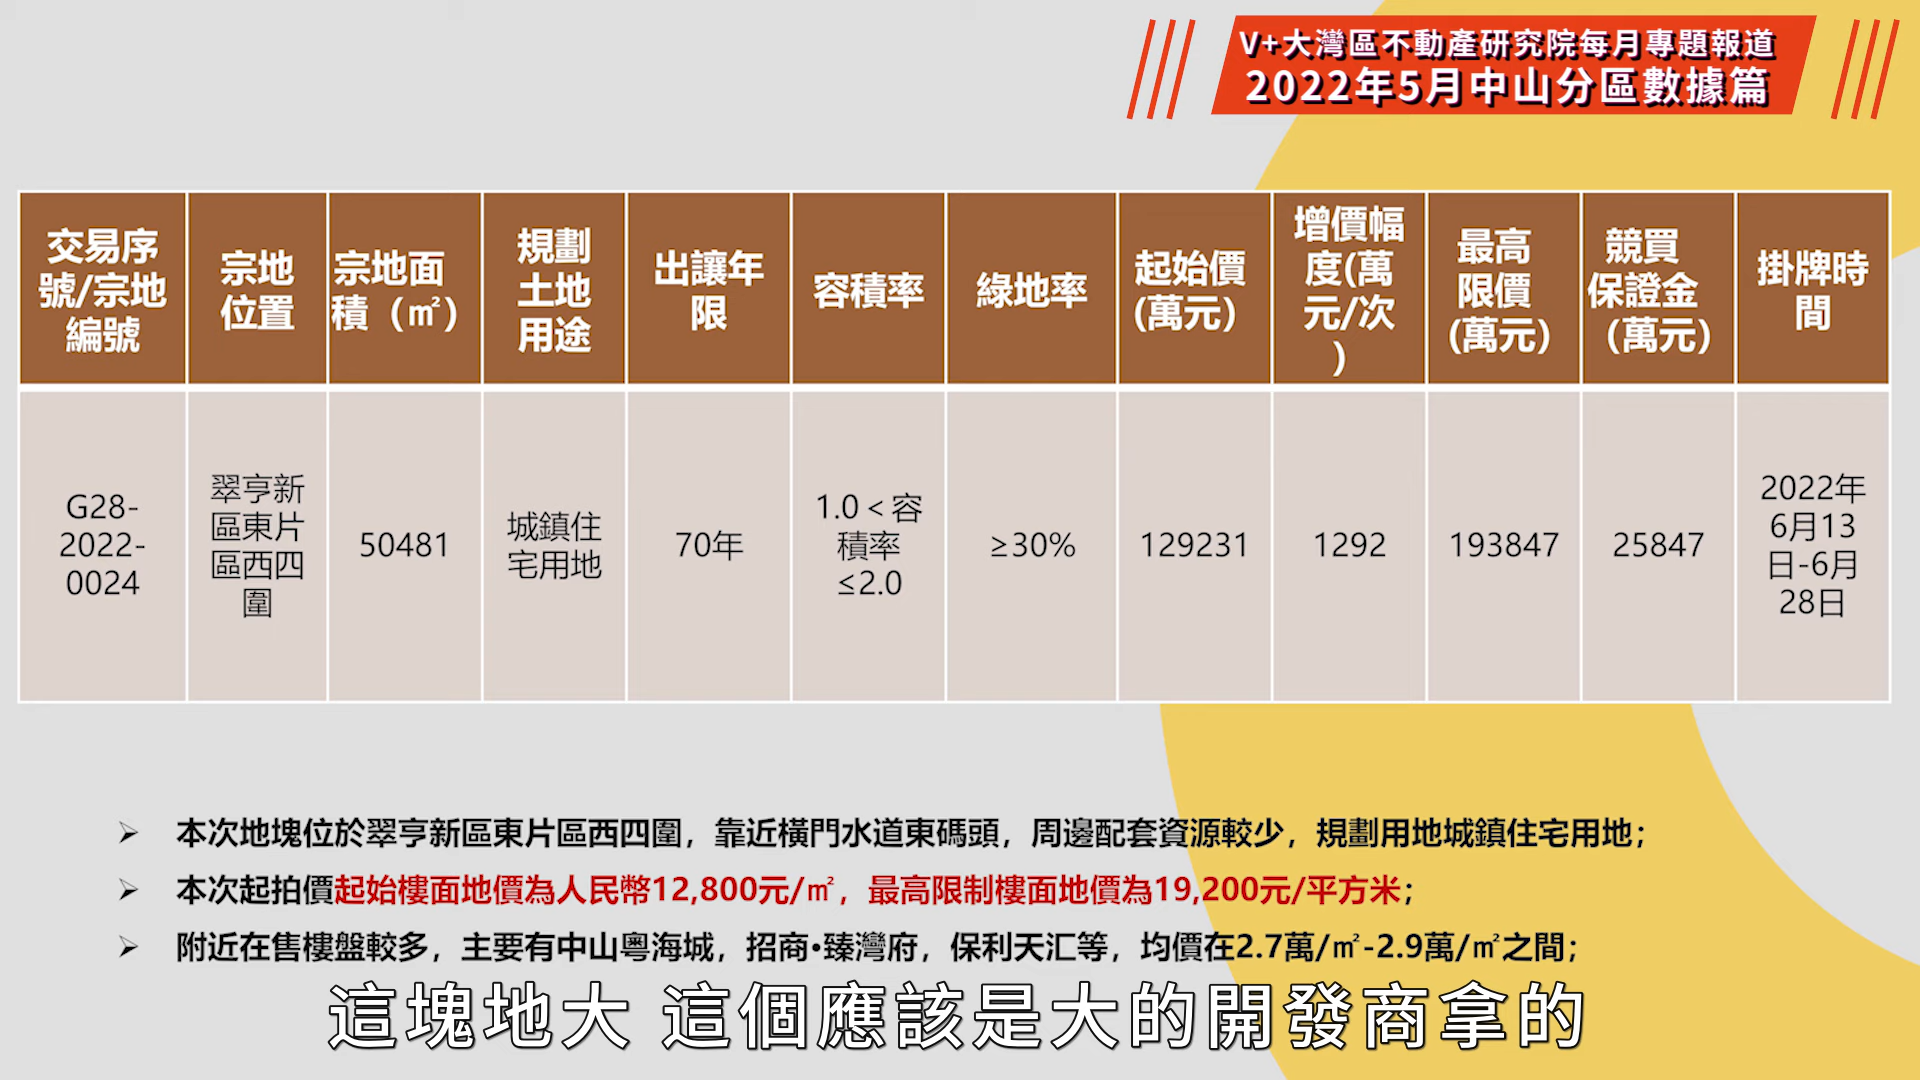 V+大灣區不動產研究院每月專題報道
2022年5月中山分區數據篇
交易序
號/宗地
編號
宗地
位置
宗地面
積（㎡）
規劃
土地
用途
出讓年
限
容積率
綠地率
起始價
(萬元)
增價幅
度(萬
元/次
)
最高
限價
(萬元)
競買
保證金
（萬元)
掛牌時
間
G28-
2022-
0024
翠亨新
區東片
區西四
圍
50481
城鎮住
宅用地
70年
1.0＜容
積率
≤2.0
≥30%
129231
1292
193847
25847
2022年
6月13
日-6月
28日
➢ 本次地塊位於翠亨新區東片區西四圍，靠近橫門水道東碼頭，周邊配套資源較少，規劃用地城鎮住宅用地；
➢ 本次起拍價起始樓面地價為人民幣12,800元/㎡，最高限制樓面地價為19,200元/平方米；
➢ 附近在售樓盤較多，主要有中山粵海城，招商•臻灣府，保利天汇等，均價在2.7萬/㎡-2.9萬/㎡之間；
這塊地大 這個應該是大的開發商拿的